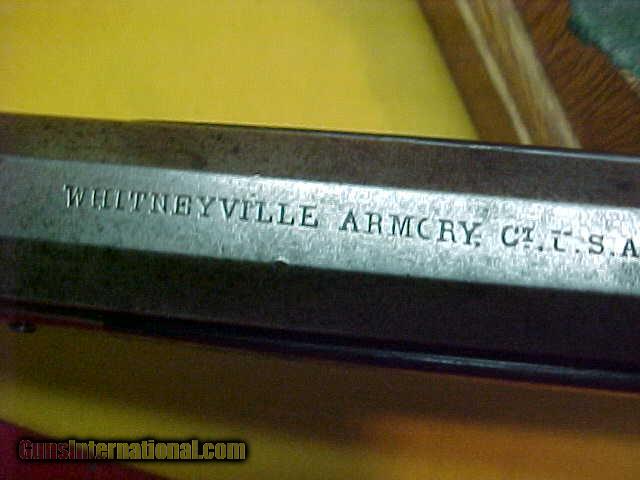 WHITNEYVILLE ARMORY. CT. U.S.A
GunsInternational.com